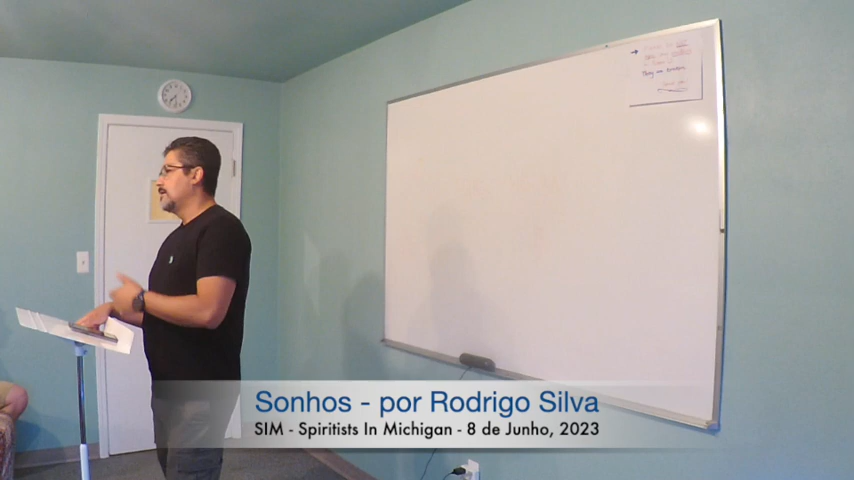 Sonhos - por Rodrigo Silva
SIM - Spiritists In Michigan - 8 de Junho, 2023